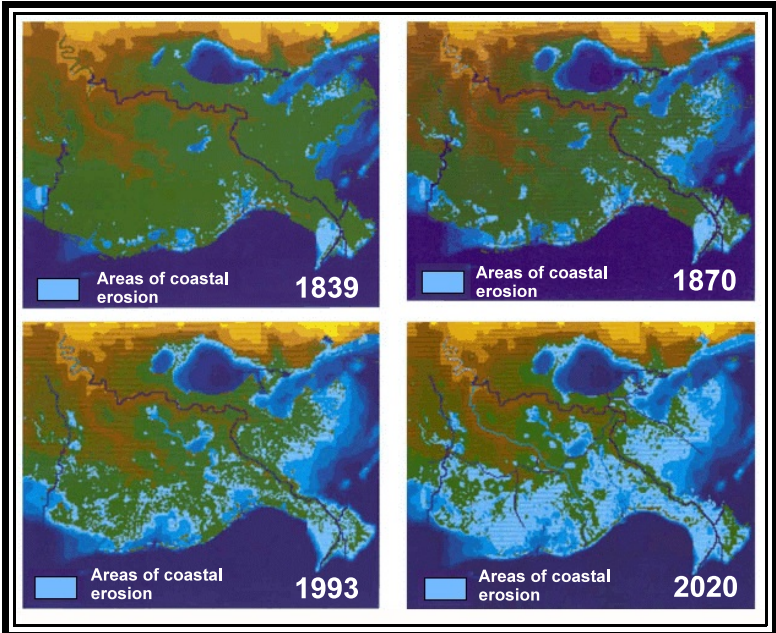 Areas of coastal
erosion
1839
Areas of coastal
erosion
1870
Areas of coastal
erosion
1993
Areas of coastal
erosion
2020